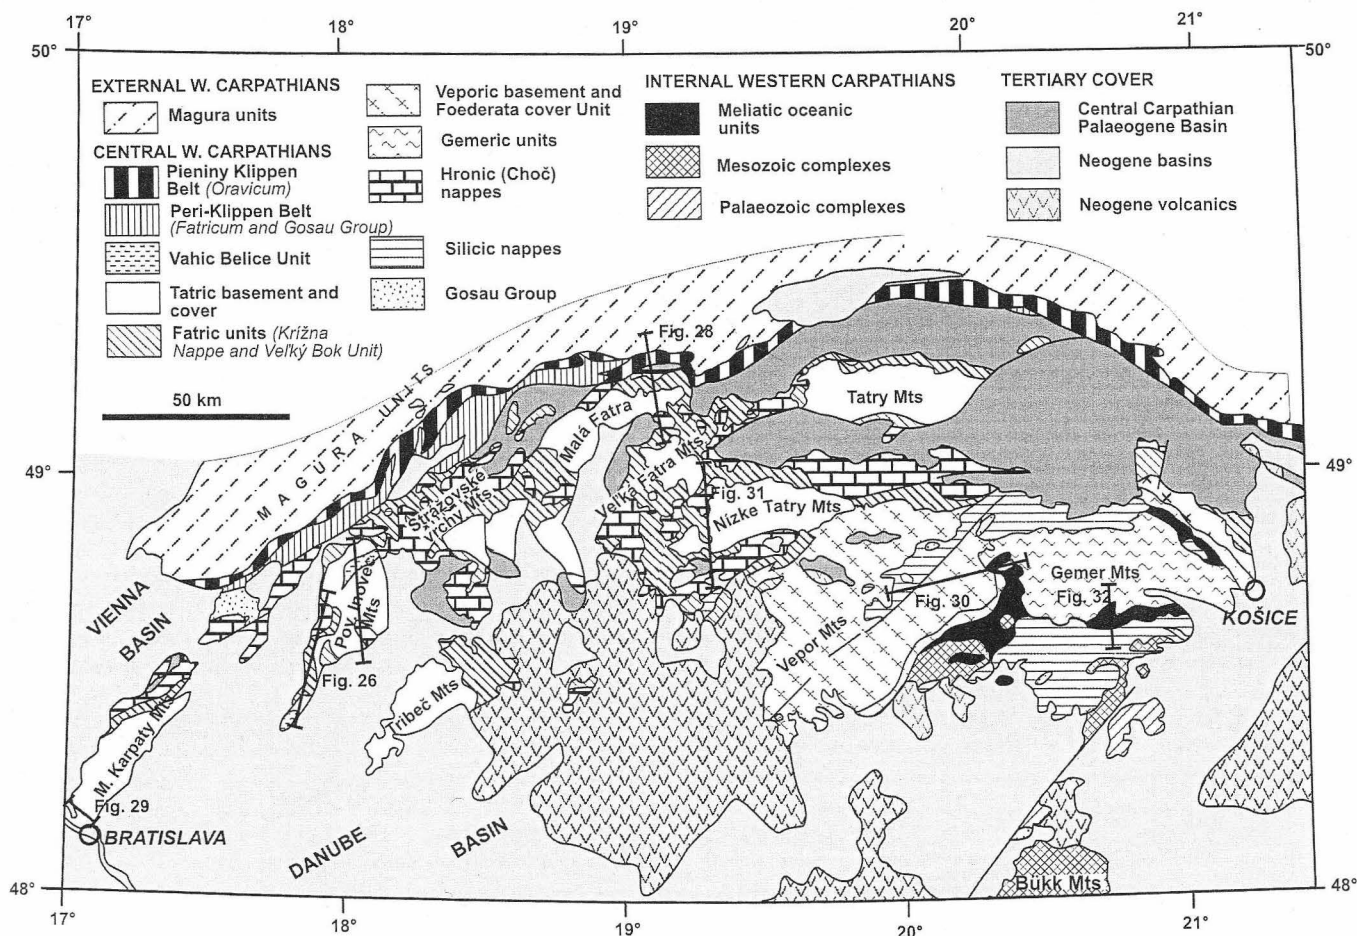 18°
19°
20°
21°
17°
50°
50°
EXTERNAL W. CARPATHIANS
Magura units
CENTRAL W. CARPATHIANS
Pieniny Klippen
Belt (Oravicum)
Peri-Klippen Belt
(Fatricum and Gosau Group)
Vahic Belice Unit
Tatric basement and
cover
Fatric units (Krížna
Nappe and Veľký Bok Unit)
Veporic basement and
Foederata cover Unit
Gemeric units
Hronic (Choč)
nappes
Silicic nappes
Gosau Group
INTERNAL WESTERN CARPATHIANS
Meliatic oceanic
units
Mesozoic complexes
Palaeozoic complexes
TERTIARY COVER
Central Carpathian
Palaeogene Basin
Neogene basins
Neogene volcanics
50 km
Fig. 28
MAGURA UNITS
Tatry Mts
Malá Fatra
49°
49°
Strážovské
vrchy Mts
Veľká Fatra Mts
Fig. 31
Nízke Tatry Mts
VIENNA
BASIN
Pov. Inovec
Mts
Fig. 26
Gemer Mts
Fig. 32
Fig. 30
KOŠICE
Vepor Mts
Tribeč Mts
M. Karpaty Mts
Fig. 29
BRATISLAVA
DANUBE
BASIN
Bükk Mts
48°
48°
17°
18°
19°
20°
21°